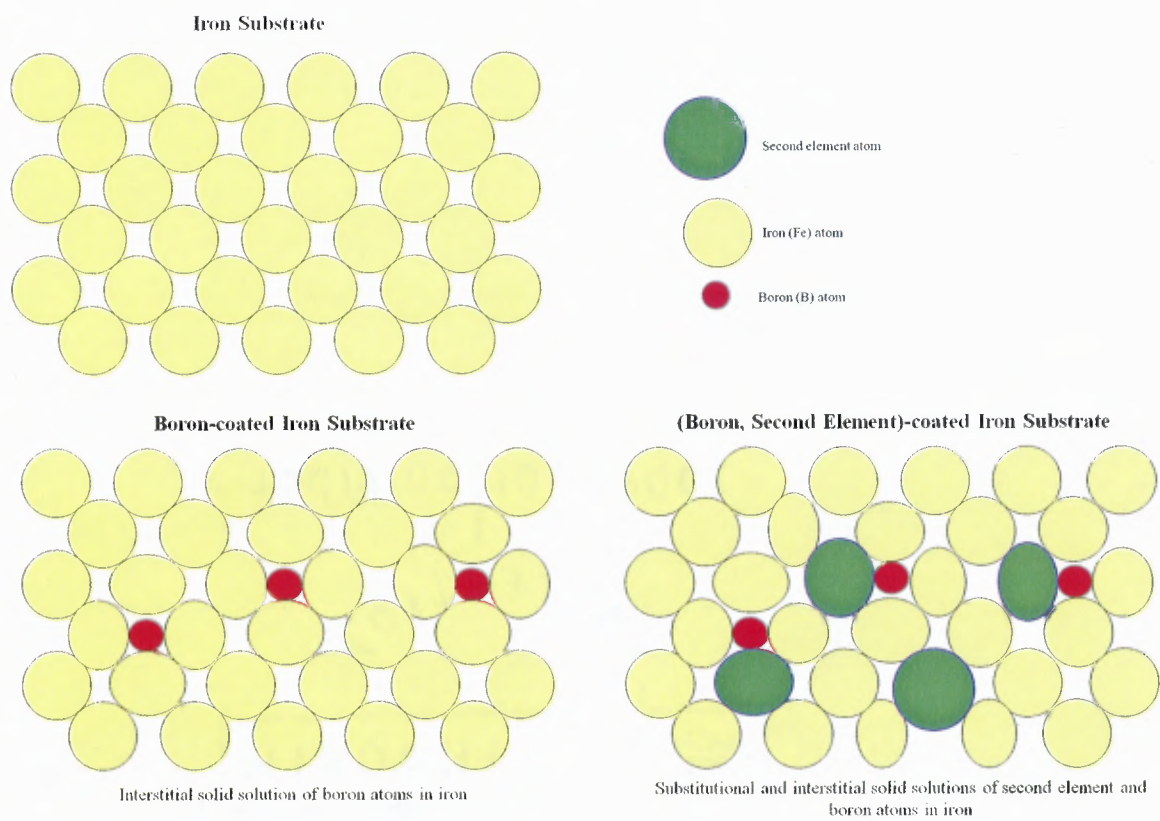 Iron Substrate
Second element atom
Iron (Fe) atom
Boron (B) atom
Boron-coated Iron Substrate
(Boron, Second Element)-coated Iron Substrate
Interstitial solid solution of boron atoms in iron
Substitutional and interstitial solid solutions of second element and
boron atoms in iron